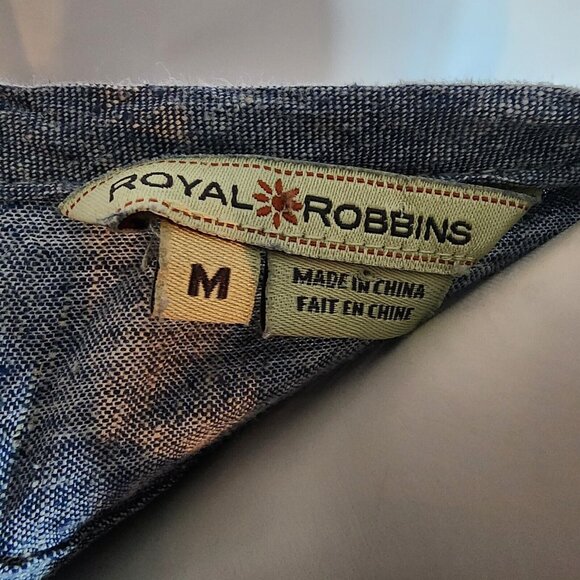 ROYAL ROBBINS
M
MADE IN CHINA
FAIT EN CHINE